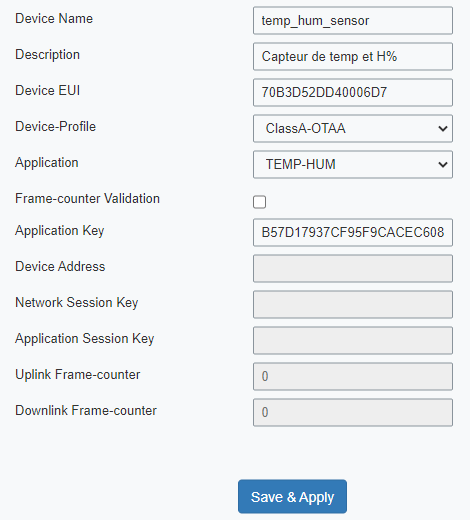 Device Name temp_hum_sensor
Description Capteur de temp et H%
Device EUI 70B3D52DD40006D7
Device-Profile ClassA-OTAA
Application TEMP-HUM
Frame-counter Validation
Application Key B57D17937CF95F9CACEC608
Device Address
Network Session Key
Application Session Key
Uplink Frame-counter 0
Downlink Frame-counter 0
Save & Apply